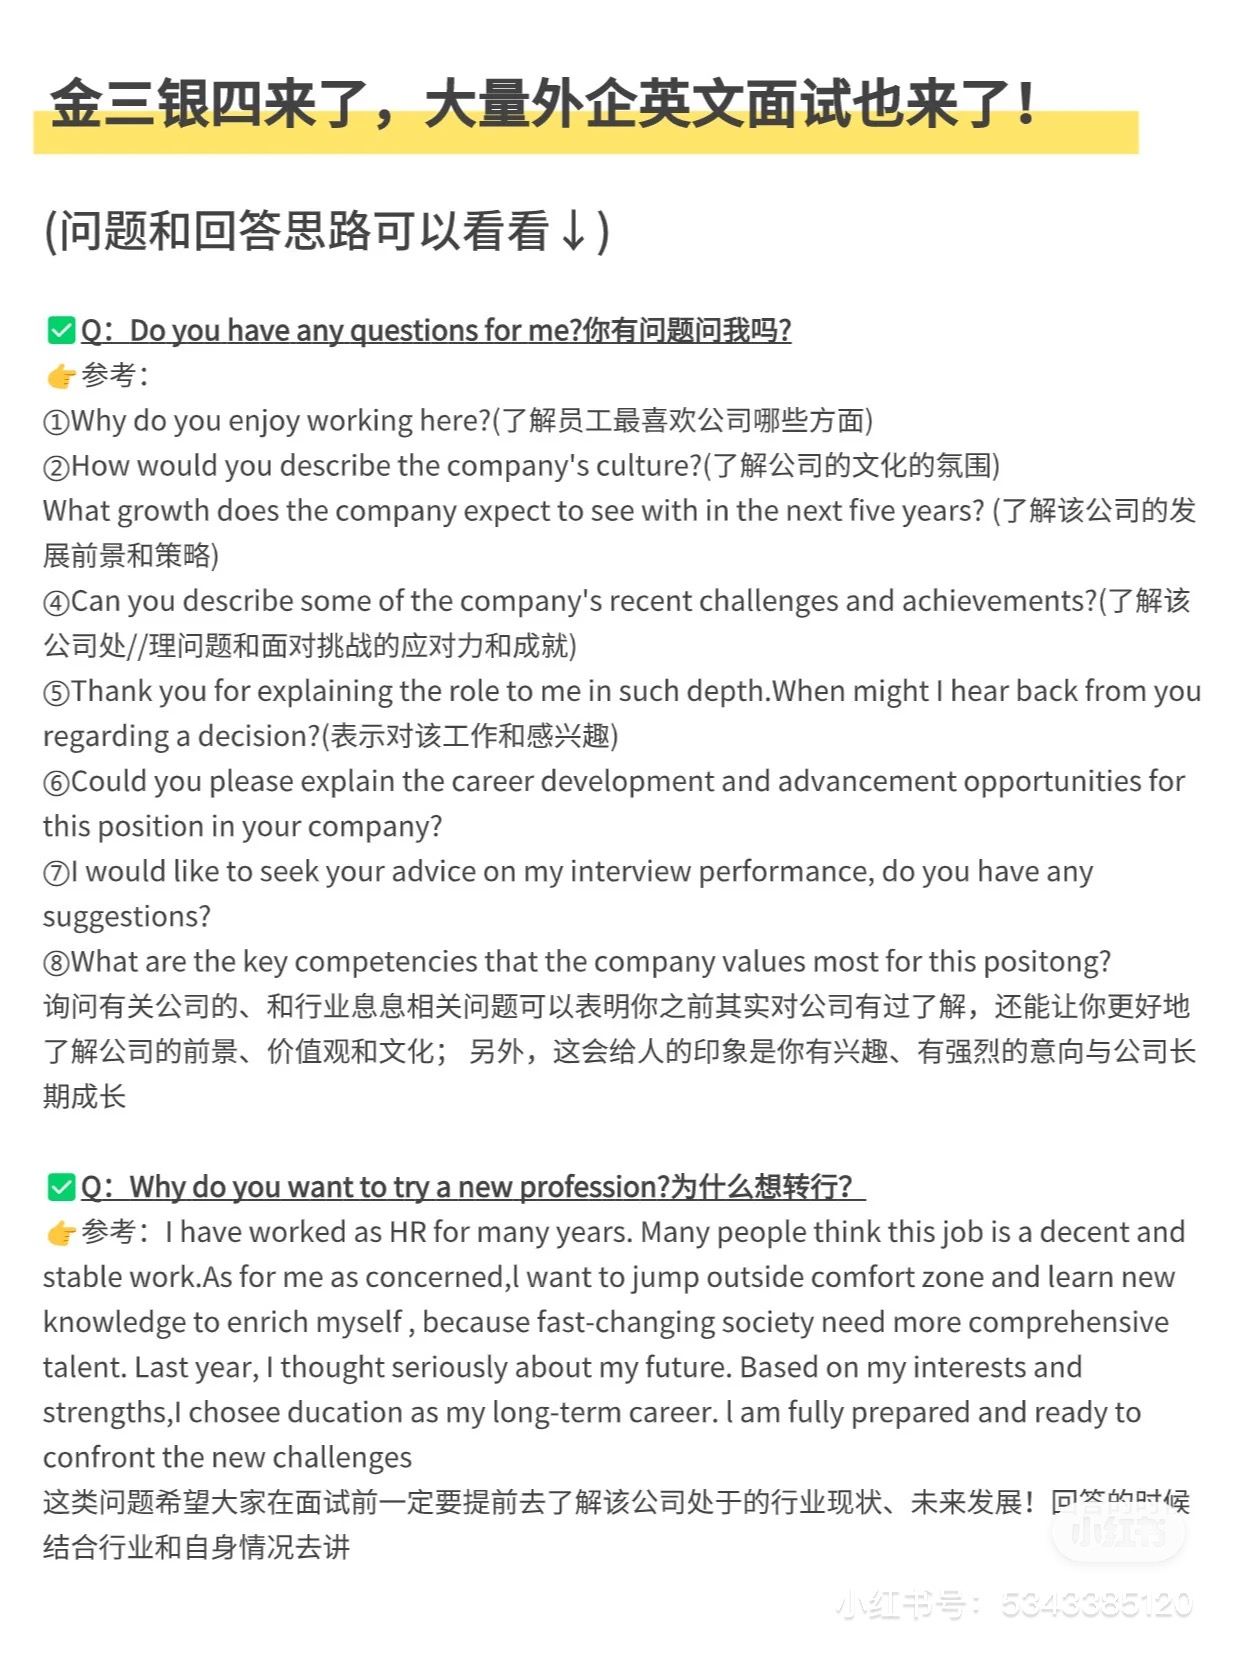 金三银四来了，大量外企英文面试也来了！
(问题和回答思路可以看看↓)
✅Q：Do you have any questions for me?你有问题问我吗?
👉参考：
①Why do you enjoy working here?(了解员工最喜欢公司哪些方面)
②How would you describe the company's culture?(了解公司的文化的氛围)
What growth does the company expect to see with in the next five years? (了解该公司的发
展前景和策略)
④Can you describe some of the company's recent challenges and achievements?(了解该
公司处//理问题和面对挑战的应对力和成就)
⑤Thank you for explaining the role to me in such depth.When might I hear back from you
regarding a decision?(表示对该工作和感兴趣)
⑥Could you please explain the career development and advancement opportunities for
this position in your company?
⑦I would like to seek your advice on my interview performance, do you have any
suggestions?
⑧What are the key competencies that the company values most for this positong?
询问有关公司的、和行业息息相关问题可以表明你之前其实对公司有过了解，还能让你更好地
了解公司的前景、价值观和文化； 另外，这会给人的印象是你有兴趣、有强烈的意向与公司长
期成长
✅Q：Why do you want to try a new profession?为什么想转行？
👉参考：I have worked as HR for many years. Many people think this job is a decent and
stable work.As for me as concerned,l want to jump outside comfort zone and learn new
knowledge to enrich myself , because fast-changing society need more comprehensive
talent. Last year, I thought seriously about my future. Based on my interests and
strengths,I chosee ducation as my long-term career. l am fully prepared and ready to
confront the new challenges
这类问题希望大家在面试前一定要提前去了解该公司处于的行业现状、未来发展！回答的时候
结合行业和自身情况去讲
小红书
小红书号：5343385120